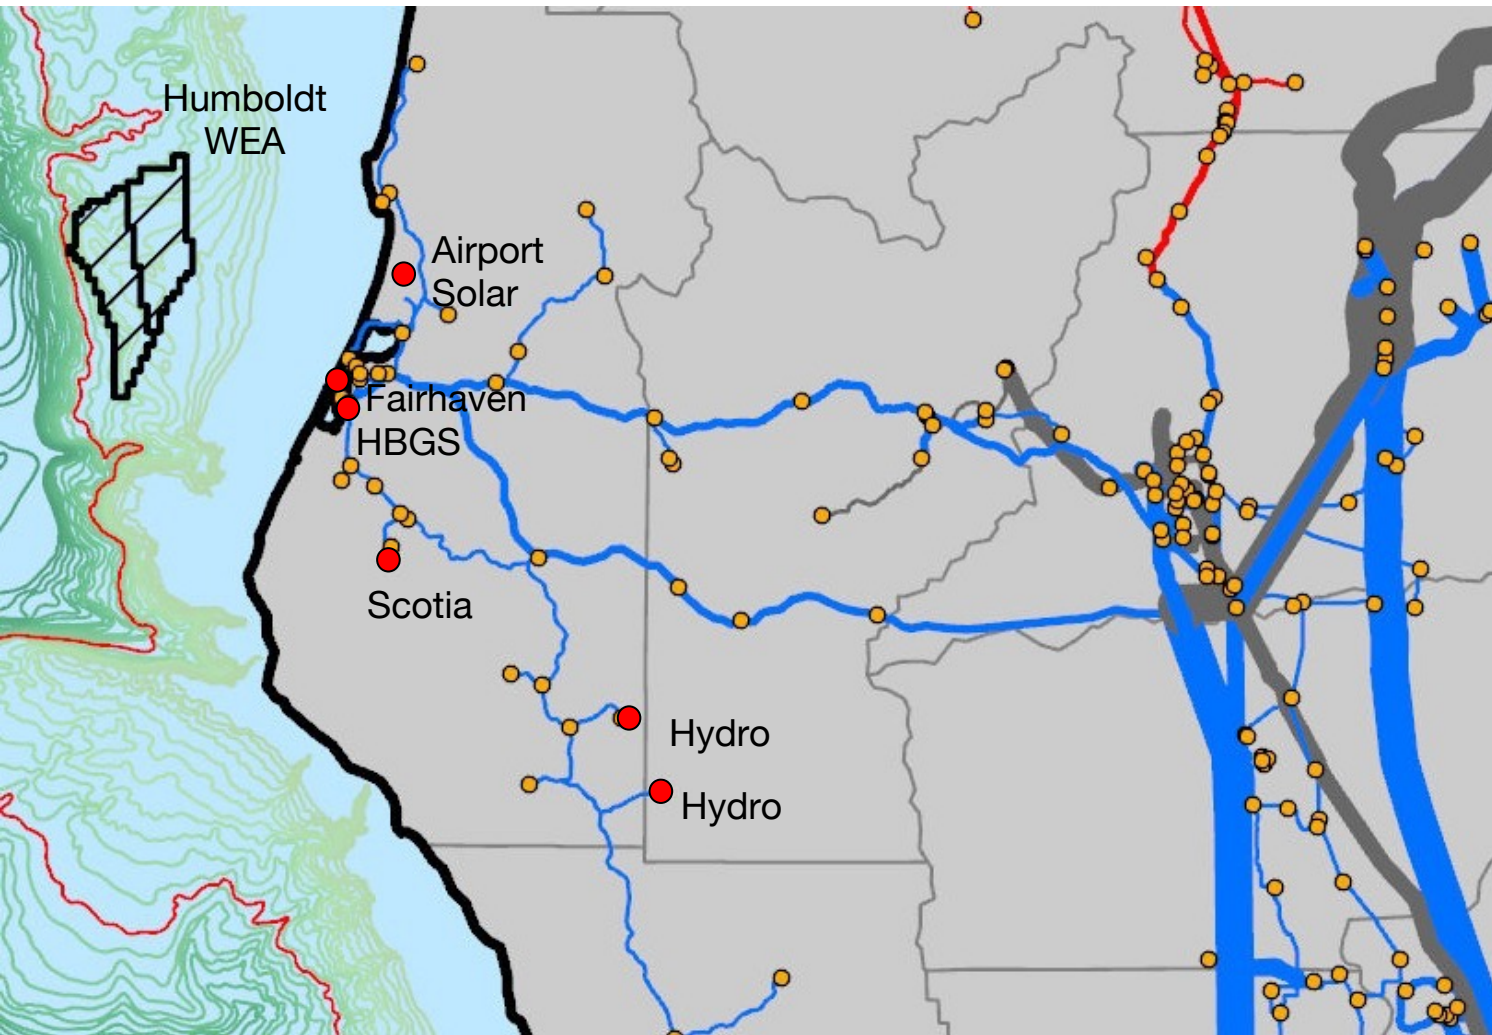 Humboldt
WEA
Airport
Solar
Fairhaven
HBGS
Scotia
Hydro
Hydro